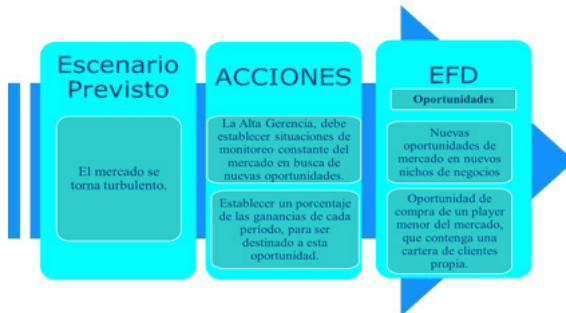 Escenario
Previsto
El mercado se
torna turbulento.
ACCIONES
La Alta Gerencia, debe
establecer situaciones de
monitoreo constante del
mercado en busca de
nuevas oportunidades.
Establecer un porcentaje
de las ganancias de cada
período, para ser
destinado a esta
oportunidad.
EFD
Oportunidades
Nuevas
oportunidades de
mercado en nuevos
nichos de negocios
Oportunidad de
compra de un player
menor del mercado,
que contenga una
cartera de clientes
propia.